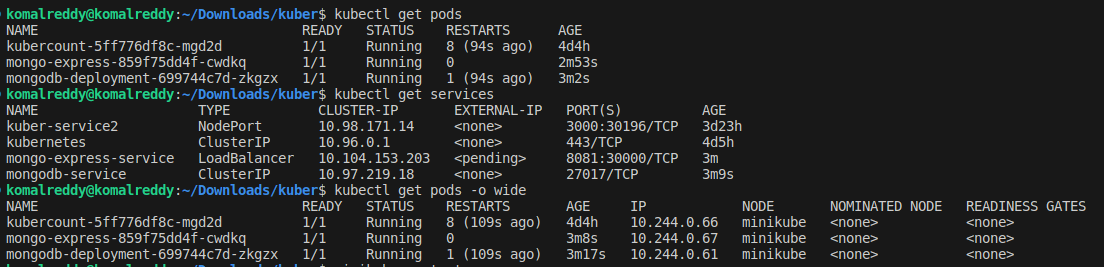 komalreddy@komalreddy:~/Downloads/kuber$ kubectl get pods
NAME READY STATUS RESTARTS AGE
kubercount-5ff776df8c-mgd2d 1/1 Running 8 (94s ago) 4d4h
mongo-express-859f75dd4f-cwdkq 1/1 Running 0 2m53s
mongodb-deployment-699744c7d-zkgzx 1/1 Running 1 (94s ago) 3m2s
komalreddy@komalreddy:~/Downloads/kuber$ kubectl get services
NAME TYPE CLUSTER-IP EXTERNAL-IP PORT(S) AGE
kuber-service2 NodePort 10.98.171.14 <none> 3000:30196/TCP 3d23h
kubernetes ClusterIP 10.96.0.1 <none> 443/TCP 4d5h
mongo-express-service LoadBalancer 10.104.153.203 <pending> 8081:30000/TCP 3m
mongodb-service ClusterIP 10.97.219.18 <none> 27017/TCP 3m9s
komalreddy@komalreddy:~/Downloads/kuber$ kubectl get pods -o wide
NAME READY STATUS RESTARTS AGE IP NODE NOMINATED NODE READINESS GATES
kubercount-5ff776df8c-mgd2d 1/1 Running 8 (109s ago) 4d4h 10.244.0.66 minikube <none> <none>
mongo-express-859f75dd4f-cwdkq 1/1 Running 0 3m8s 10.244.0.67 minikube <none> <none>
mongodb-deployment-699744c7d-zkgzx 1/1 Running 1 (109s ago) 3m17s 10.244.0.61 minikube <none> <none>
komalreddy@komalreddy:~/Downloads/kuber$